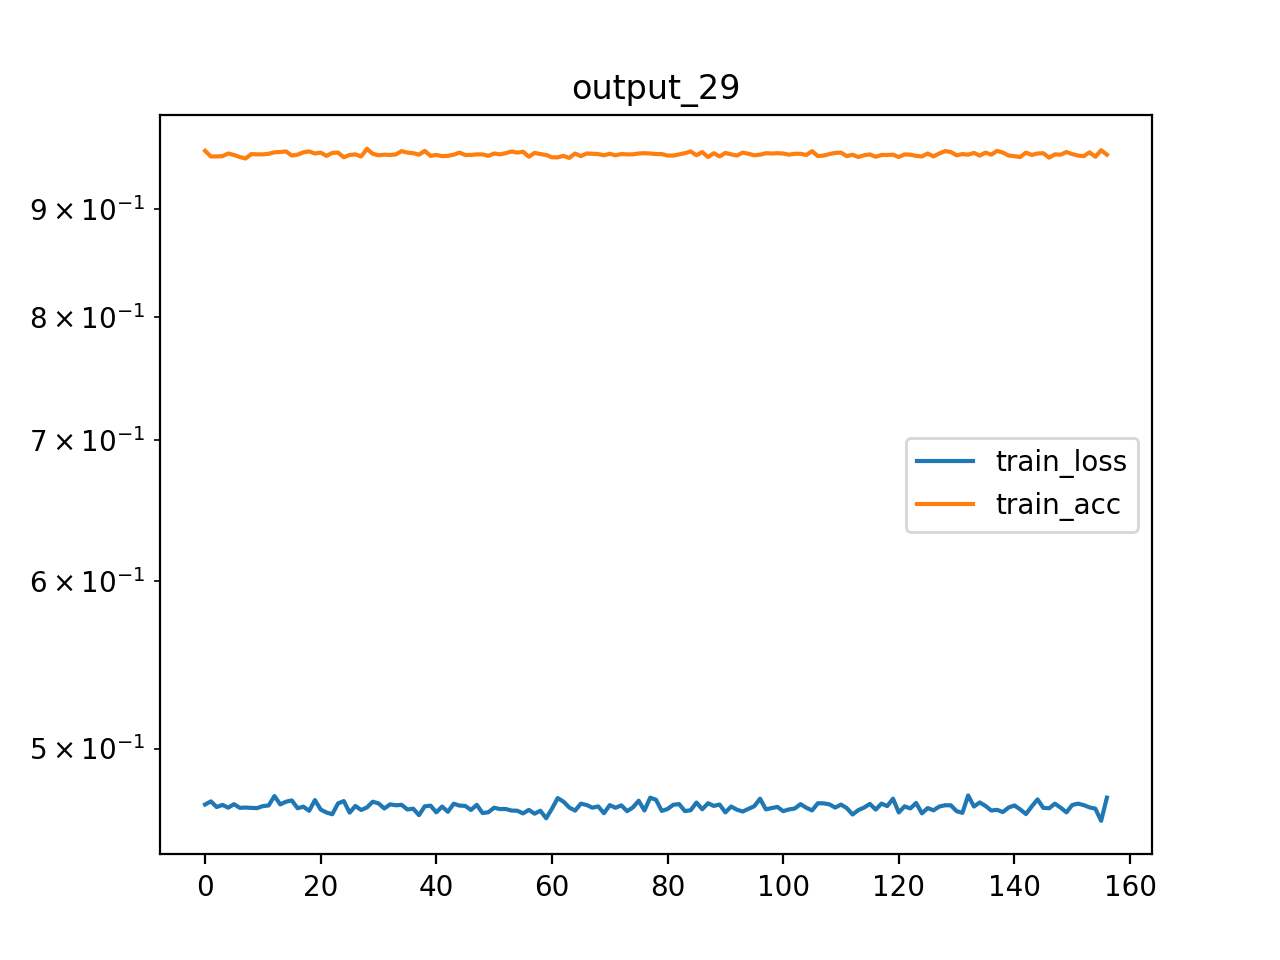 output_29
9 × 10⁻¹
8 × 10⁻¹
7 × 10⁻¹
train_loss
train_acc
6 × 10⁻¹
5 × 10⁻¹
0 20 40 60 80 100 120 140 160